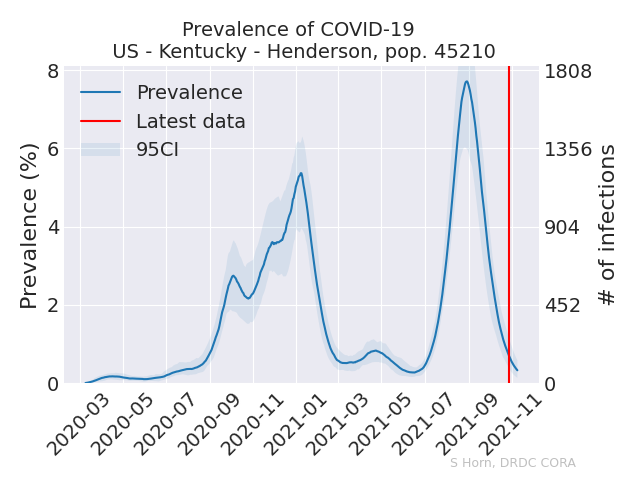 Prevalence of COVID-19
US - Kentucky - Henderson, pop. 45210
8
6
4
2
0
Prevalence (%)
Prevalence
Latest data
95CI
1808
1356
904
452
0
# of infections
2020-03
2020-05
2020-07
2020-09
2020-11
2021-01
2021-03
2021-05
2021-07
2021-09
2021-11
S Horn, DRDC CORA